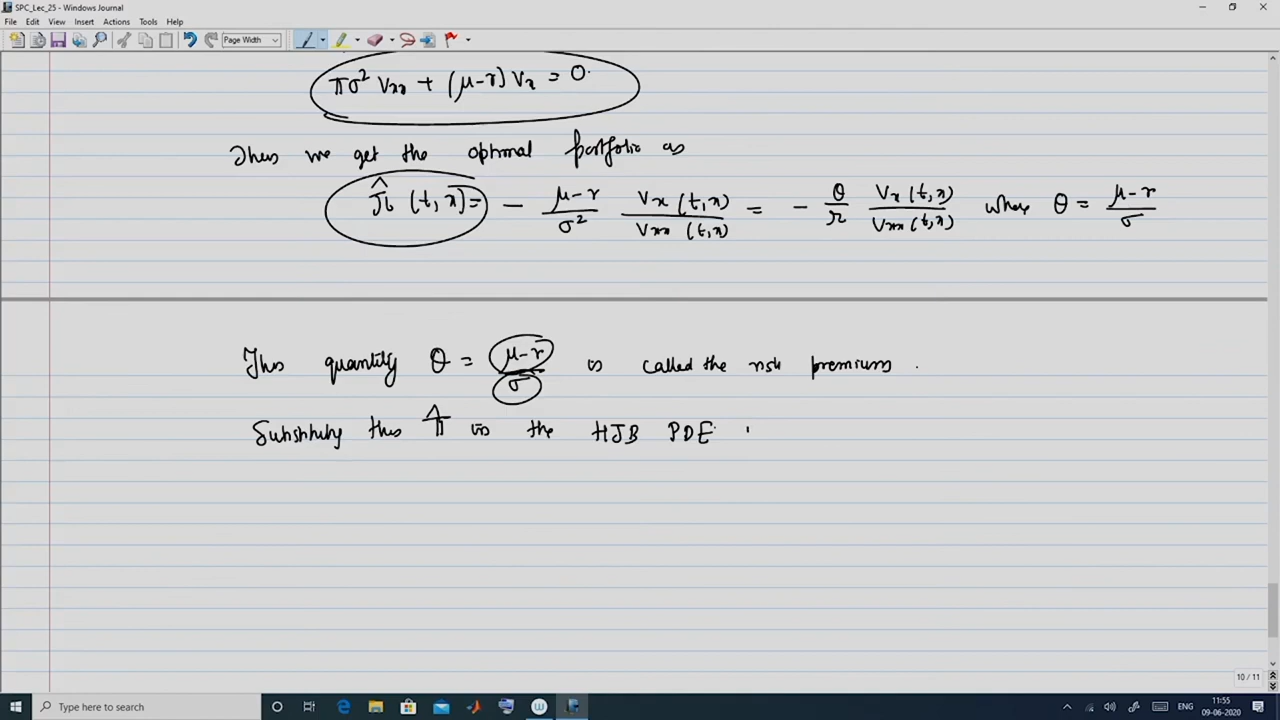 SPC_Lec_25 - Windows Journal
File Edit View Insert Actions Tools Help
Page Width
πσ² Vxx + (μ-r) Vx = 0.
Thus we get the optimal portfolio as
π̂ (t,x) = - μ-r/σ² Vx (t,x)/Vxx (t,x) = - θ/σ Vx (t,x)/Vxx (t,x) where θ = μ-r/σ
This quantity θ = μ-r/σ is called the risk premium.
Substituting this π̂ in the HJB PDE
10 / 11
Type here to search
ENG
11:55
09-06-2020